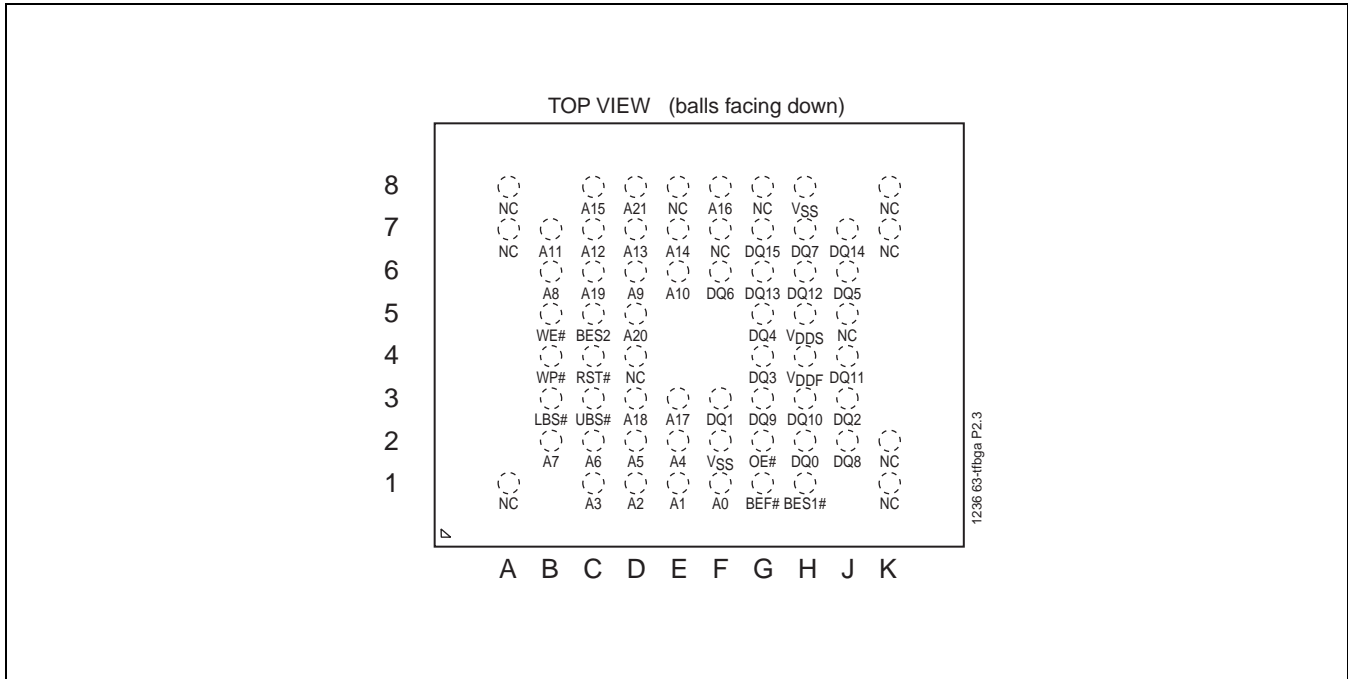 TOP VIEW (balls facing down)
8
NC A15 A21 NC A16 NC VSS NC
7
NC A11 A12 A13 A14 NC DQ15 DQ7 DQ14 NC
6
A8 A19 A9 A10 DQ6 DQ13 DQ12 DQ5
5
WE# BES2 A20 DQ4 VDDS NC
4
WP# RST# NC DQ3 VDDF DQ11
3
LBS# UBS# A18 A17 DQ1 DQ9 DQ10 DQ2
2
A7 A6 A5 A4 VSS OE# DQ0 DQ8 NC
1
NC A3 A2 A1 A0 BEF# BES1# NC
A B C D E F G H J K
1236 63-tfbga P2.3